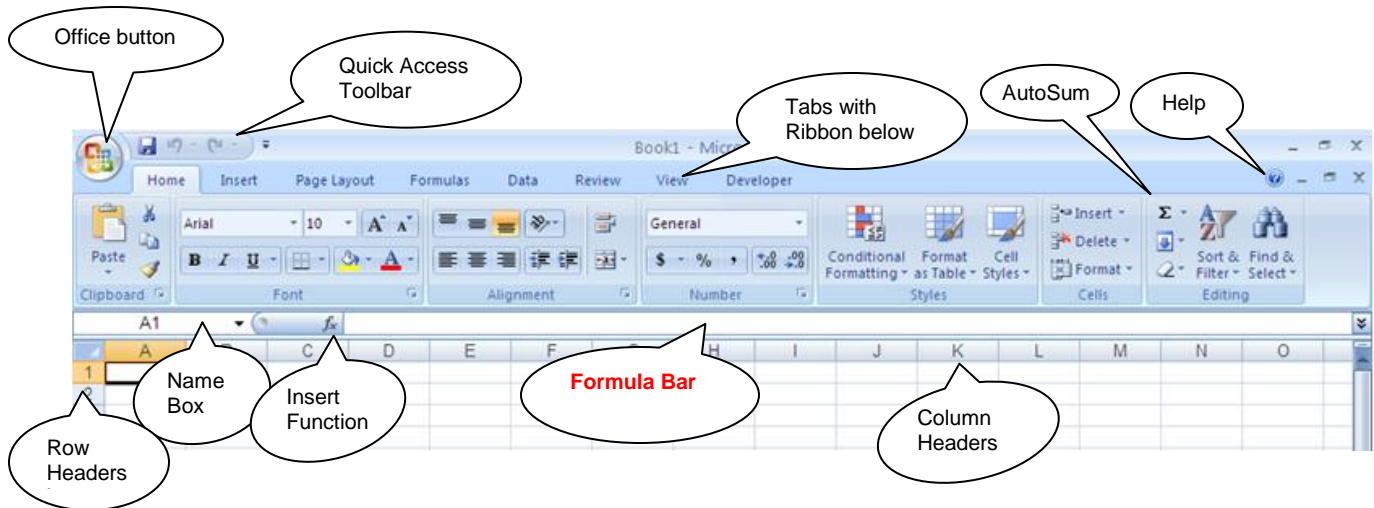 Office button
Quick Access
Toolbar
Tabs with
Ribbon below
AutoSum
Help
Book1 - Micro
Home Insert Page Layout Formulas Data Review View Developer
Arial 10 A A General Σ Insert
Paste B I U A $ % , .00 .00 Conditional Format Cell Delete Sort & Find &
Formatting as Table Styles Format Filter Select
Clipboard Font Alignment Number Styles Cells Editing
A1 fx
A C D E F H I J K L M N O
1
2
Name
Box
Insert
Function
Formula Bar
Column
Headers
Row
Headers